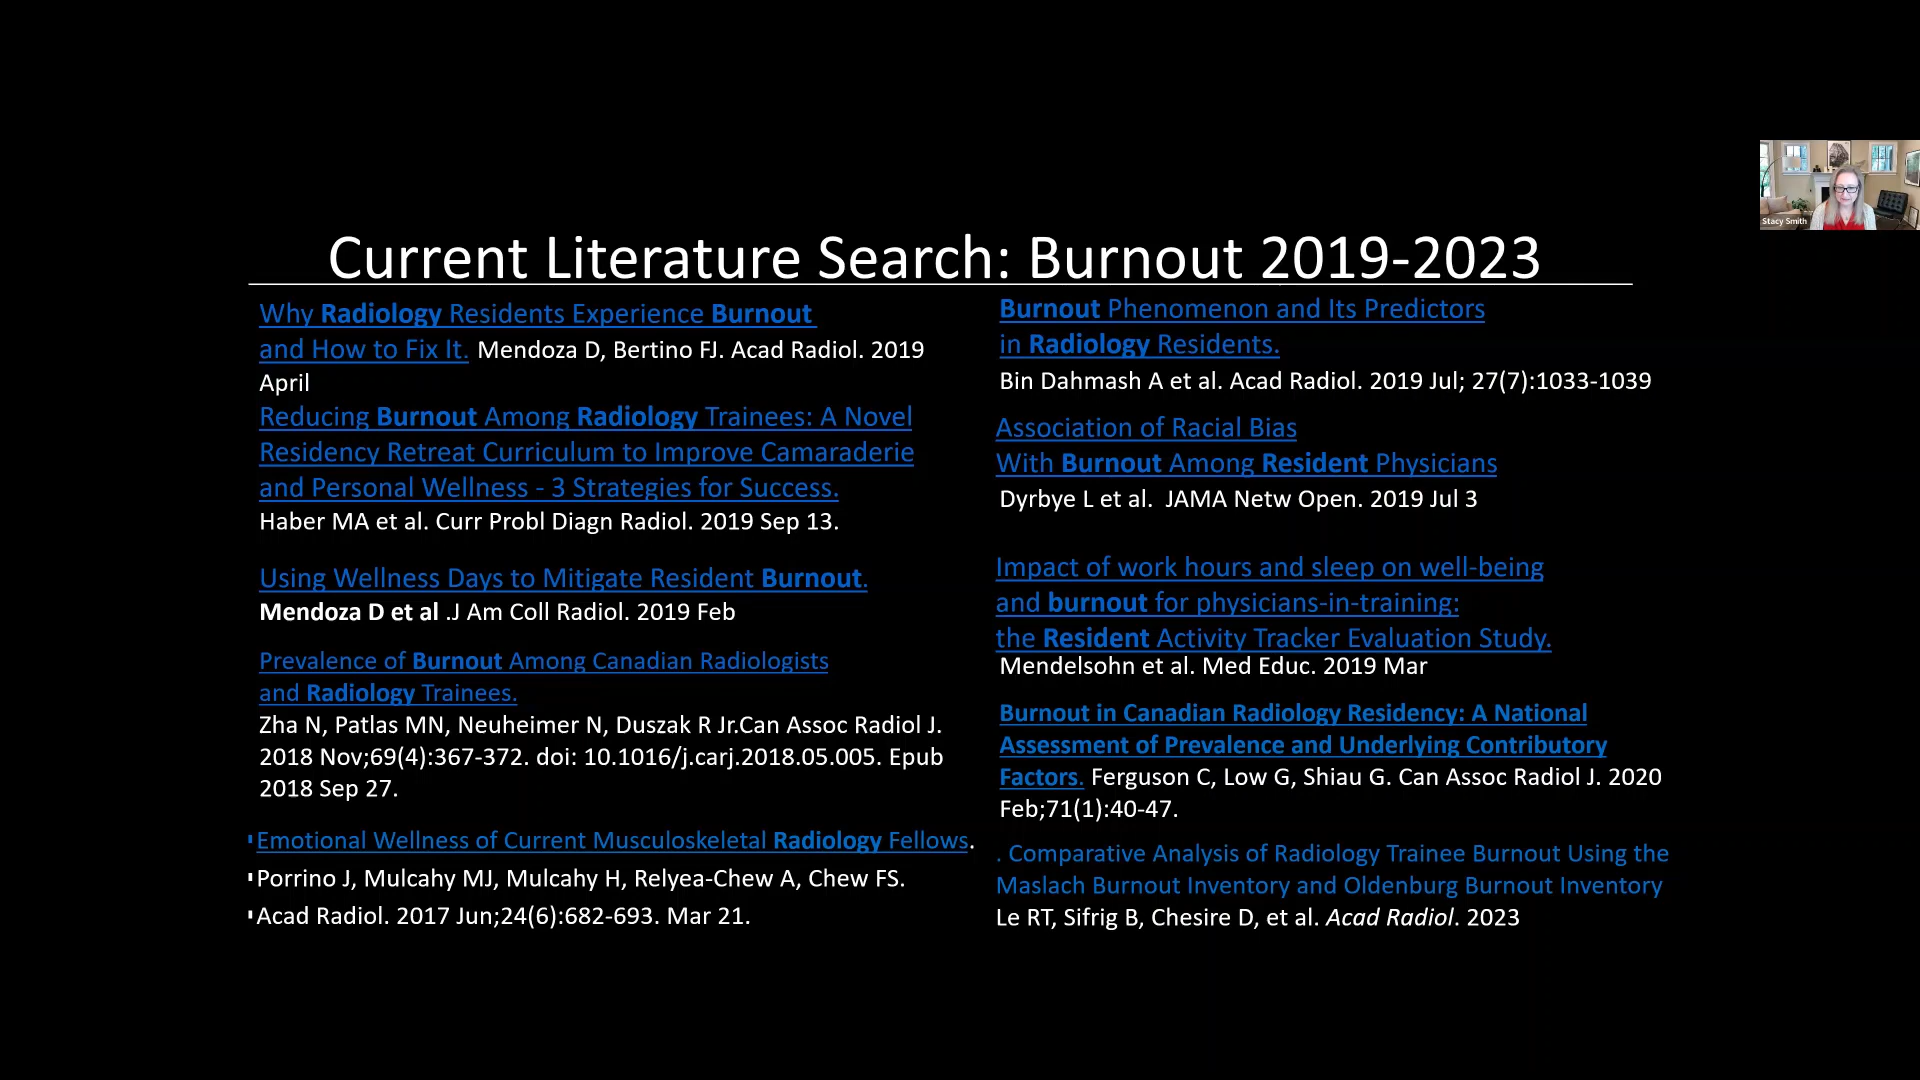 Current Literature Search: Burnout 2019-2023
Why Radiology Residents Experience Burnout
and How to Fix It. Mendoza D, Bertino FJ. Acad Radiol. 2019
April
Reducing Burnout Among Radiology Trainees: A Novel
Residency Retreat Curriculum to Improve Camaraderie
and Personal Wellness - 3 Strategies for Success.
Haber MA et al. Curr Probl Diagn Radiol. 2019 Sep 13.
Using Wellness Days to Mitigate Resident Burnout.
Mendoza D et al .J Am Coll Radiol. 2019 Feb
Prevalence of Burnout Among Canadian Radiologists
and Radiology Trainees.
Zha N, Patlas MN, Neuheimer N, Duszak R Jr.Can Assoc Radiol J.
2018 Nov;69(4):367-372. doi: 10.1016/j.carj.2018.05.005. Epub
2018 Sep 27.
Emotional Wellness of Current Musculoskeletal Radiology Fellows.
Porrino J, Mulcahy MJ, Mulcahy H, Relyea-Chew A, Chew FS.
Acad Radiol. 2017 Jun;24(6):682-693. Mar 21.
Burnout Phenomenon and Its Predictors
in Radiology Residents.
Bin Dahmash A et al. Acad Radiol. 2019 Jul; 27(7):1033-1039
Association of Racial Bias
With Burnout Among Resident Physicians
Dyrbye L et al. JAMA Netw Open. 2019 Jul 3
Impact of work hours and sleep on well-being
and burnout for physicians-in-training:
the Resident Activity Tracker Evaluation Study.
Mendelsohn et al. Med Educ. 2019 Mar
Burnout in Canadian Radiology Residency: A National
Assessment of Prevalence and Underlying Contributory
Factors. Ferguson C, Low G, Shiau G. Can Assoc Radiol J. 2020
Feb;71(1):40-47.
. Comparative Analysis of Radiology Trainee Burnout Using the
Maslach Burnout Inventory and Oldenburg Burnout Inventory
Le RT, Sifrig B, Chesire D, et al. Acad Radiol. 2023
Stacy Smith